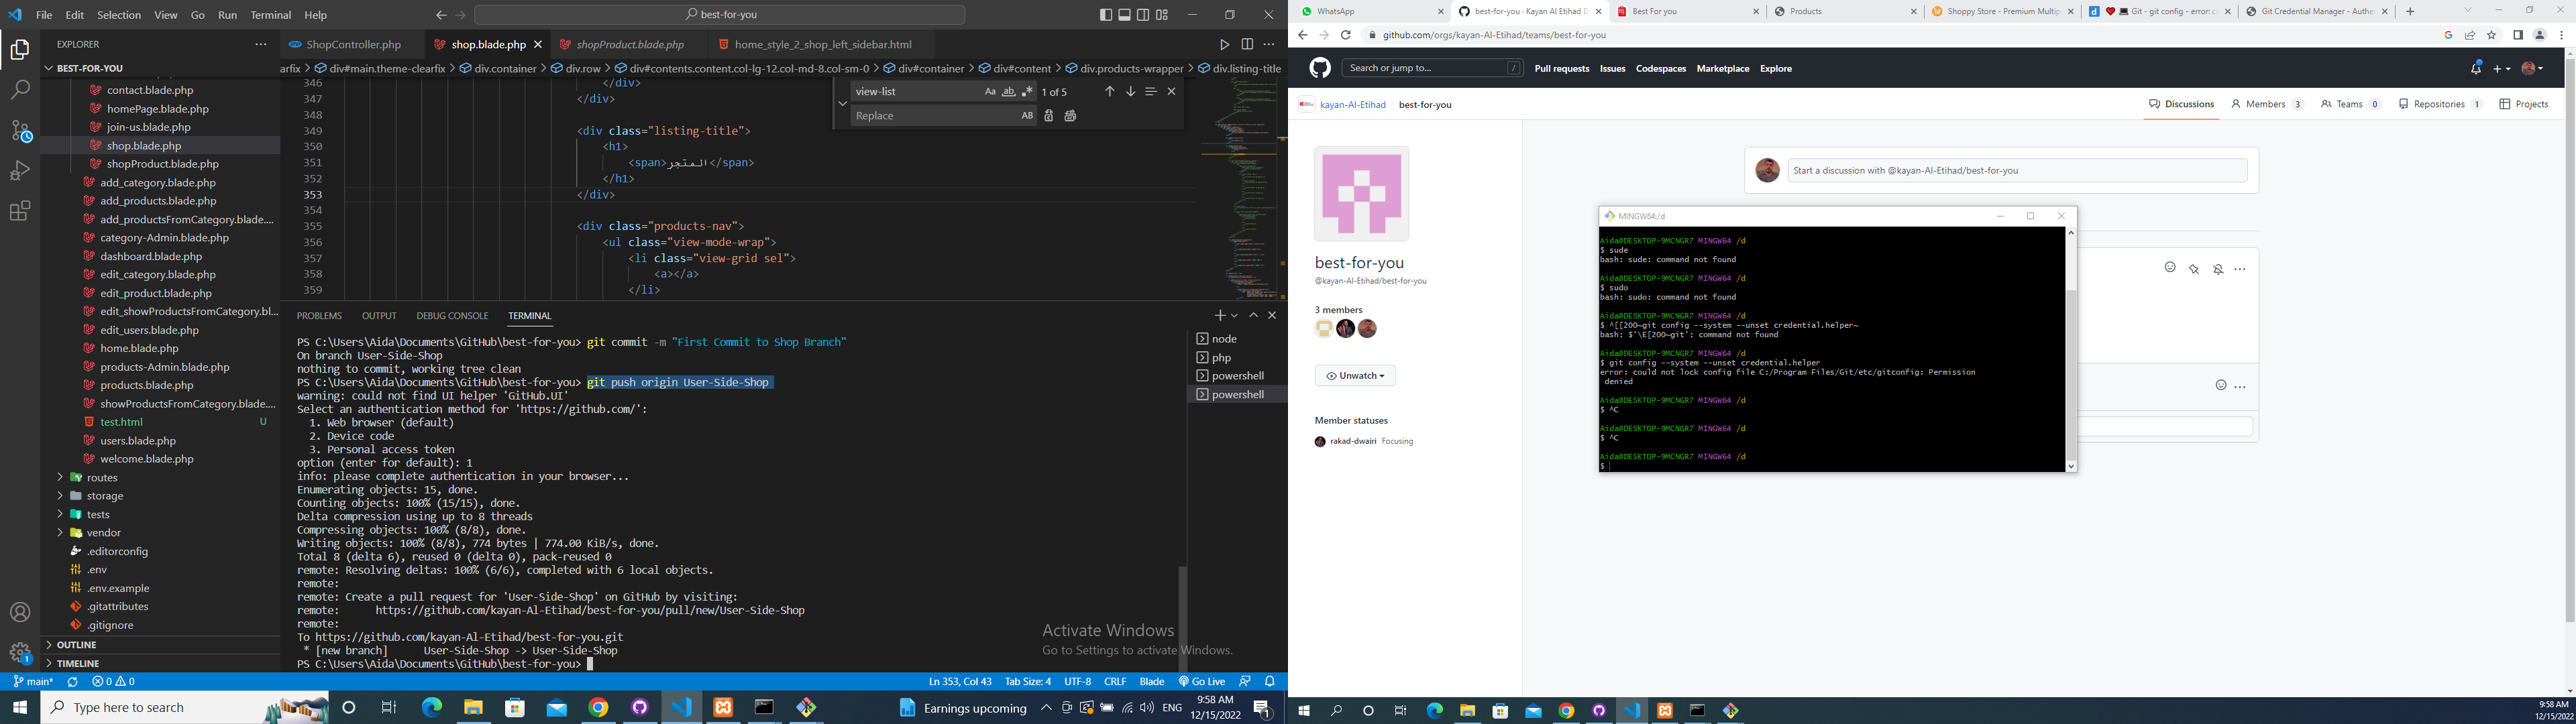 File Edit Selection View Go Run Terminal Help
best-for-you
EXPLORER
ShopController.php
shop.blade.php
shopProduct.blade.php
home_style_2_shop_left_sidebar.html
BEST-FOR-YOU
arfix > div#main.theme-clearfix > div.container > div.row > div#contents.content.col-lg-12.col-md-8.col-sm-0 > div#container > div#content > div.products-wrapper > div.listing-title
contact.blade.php
homePage.blade.php
join-us.blade.php
shop.blade.php
shopProduct.blade.php
add_category.blade.php
add_products.blade.php
add_productsFromCategory.blade....
category-Admin.blade.php
dashboard.blade.php
edit_category.blade.php
edit_product.blade.php
edit_showProductsFromCategory.bl...
edit_users.blade.php
home.blade.php
products-Admin.blade.php
products.blade.php
showProductsFromCategory.blade....
test.html U
users.blade.php
welcome.blade.php
routes
storage
tests
vendor
.editorconfig
.env
.env.example
.gitattributes
.gitignore
OUTLINE
TIMELINE
346 </div>
347 </div>
348
349 <div class="listing-title">
350 <h1>
351 <span>المتجر</span>
352 </h1>
353 </div>
354
355 <div class="products-nav">
356 <ul class="view-mode-wrap">
357 <li class="view-grid sel">
358 <a></a>
359 </li>
view-list Aa ab 1 of 5
Replace AB
PROBLEMS OUTPUT DEBUG CONSOLE TERMINAL
PS C:\Users\Aida\Documents\GitHub\best-for-you> git commit -m "First Commit to Shop Branch"
On branch User-Side-Shop
nothing to commit, working tree clean
PS C:\Users\Aida\Documents\GitHub\best-for-you> git push origin User-Side-Shop
warning: could not find UI helper 'GitHub.UI'
Select an authentication method for 'https://github.com/':
1. Web browser (default)
2. Device code
3. Personal access token
option (enter for default): 1
info: please complete authentication in your browser...
Enumerating objects: 15, done.
Counting objects: 100% (15/15), done.
Delta compression using up to 8 threads
Compressing objects: 100% (8/8), done.
Writing objects: 100% (8/8), 774 bytes | 774.00 KiB/s, done.
Total 8 (delta 6), reused 0 (delta 0), pack-reused 0
remote: Resolving deltas: 100% (6/6), completed with 6 local objects.
remote:
remote: Create a pull request for 'User-Side-Shop' on GitHub by visiting:
remote: https://github.com/kayan-Al-Etihad/best-for-you/pull/new/User-Side-Shop
remote:
To https://github.com/kayan-Al-Etihad/best-for-you.git
* [new branch] User-Side-Shop -> User-Side-Shop
PS C:\Users\Aida\Documents\GitHub\best-for-you>
node
php
powershell
powershell
Activate Windows
Go to Settings to activate Windows.
main* 0 0
Ln 353, Col 43 Tab Size: 4 UTF-8 CRLF Blade Go Live
Type here to search
Earnings upcoming
ENG
9:58 AM
12/15/2022
1
WhatsApp
best-for-you · Kayan Al Etihad D
Best For you
Products
Shoppy Store - Premium Multip
Git - git config - error: c
Git Credential Manager - Authe
github.com/orgs/kayan-Al-Etihad/teams/best-for-you
Search or jump to... / Pull requests Issues Codespaces Marketplace Explore
kayan-Al-Etihad / best-for-you
Discussions Members 3 Teams 0 Repositories 1 Projects
Start a discussion with @kayan-Al-Etihad/best-for-you
best-for-you
@kayan-Al-Etihad/best-for-you
3 members
Unwatch
Member statuses
rakad-dwairi Focusing
MINGW64:/d
Aida@DESKTOP-9MCNGR7 MINGW64 /d
$ sude
bash: sude: command not found
Aida@DESKTOP-9MCNGR7 MINGW64 /d
$ sudo
bash: sudo: command not found
Aida@DESKTOP-9MCNGR7 MINGW64 /d
$ ^[[200~git config --system --unset credential.helper~
bash: $'\E[200~git': command not found
Aida@DESKTOP-9MCNGR7 MINGW64 /d
$ git config --system --unset credential.helper
error: could not lock config file C:/Program Files/Git/etc/gitconfig: Permission
denied
Aida@DESKTOP-9MCNGR7 MINGW64 /d
$ ^C
Aida@DESKTOP-9MCNGR7 MINGW64 /d
$ ^C
Aida@DESKTOP-9MCNGR7 MINGW64 /d
$
9:58 AM
12/15/2022